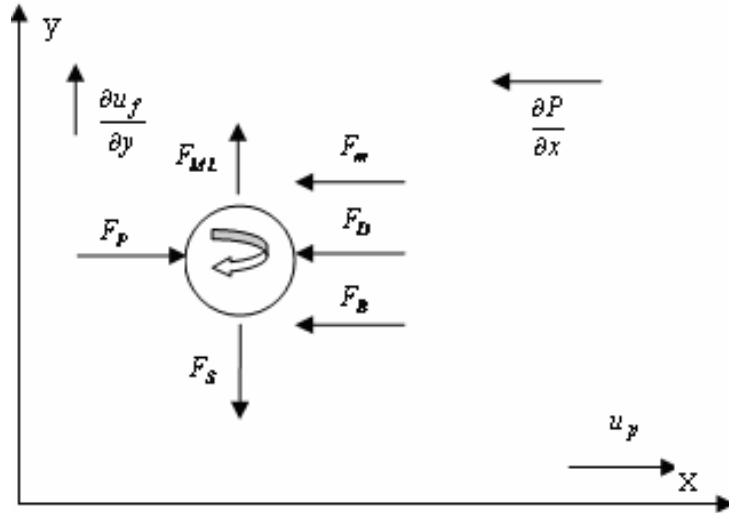 y
∂u_f/∂y
∂P/∂x
F_ML
F_m
F_P
F_D
F_B
F_S
u_p
x